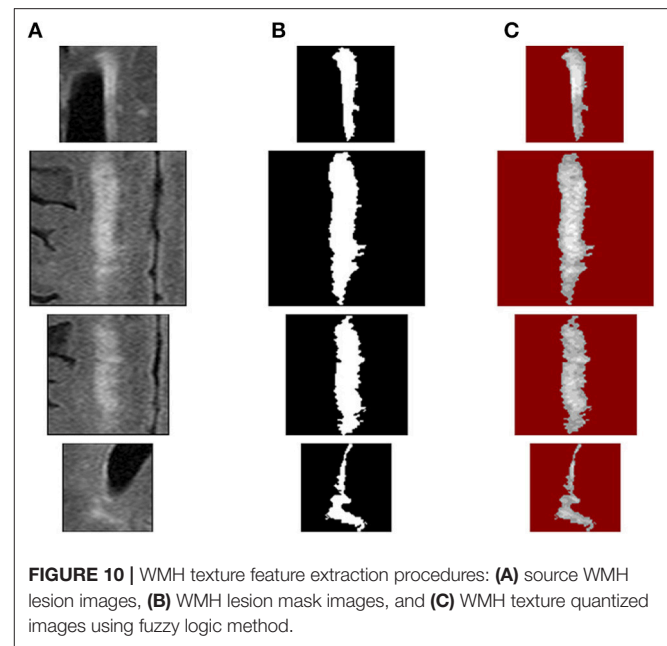 A B C
FIGURE 10 | WMH texture feature extraction procedures: (A) source WMH
lesion images, (B) WMH lesion mask images, and (C) WMH texture quantized
images using fuzzy logic method.